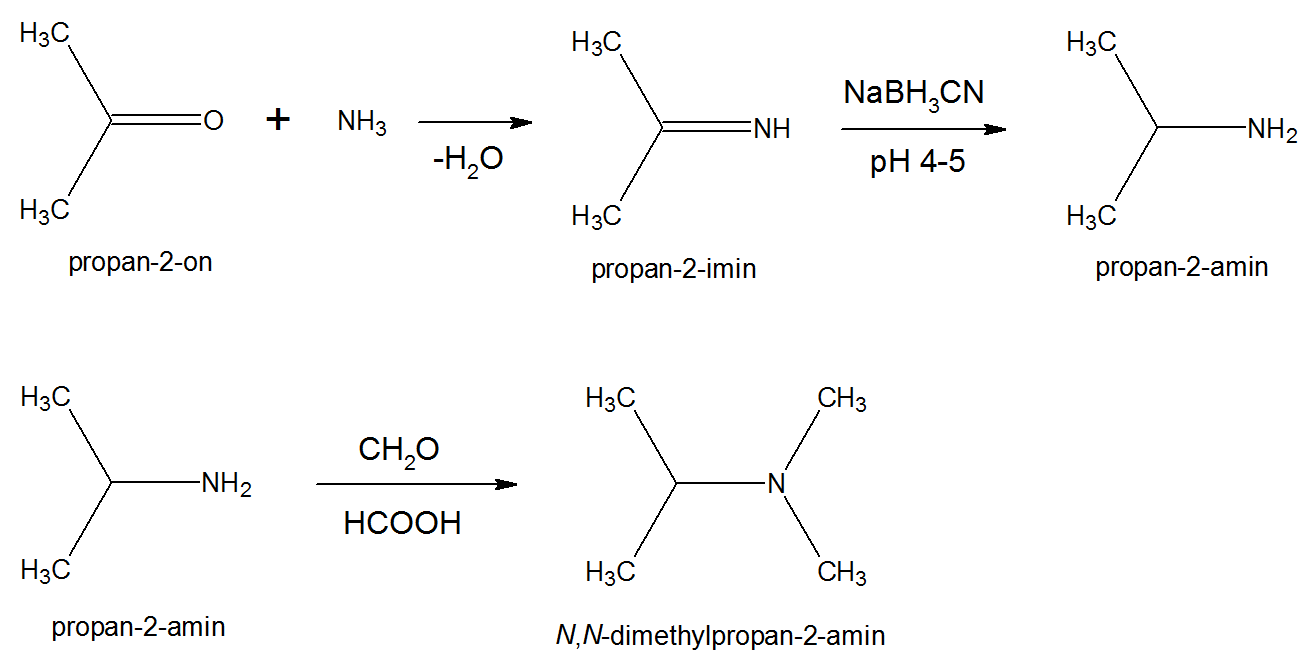 H₃C H₃C H₃C
NaBH₃CN
O + NH₃ NH NH₂
-H₂O pH 4-5
H₃C H₃C H₃C
propan-2-on propan-2-imin propan-2-amin
H₃C H₃C CH₃
CH₂O
NH₂ N
HCOOH
H₃C H₃C CH₃
propan-2-amin N,N-dimethylpropan-2-amin